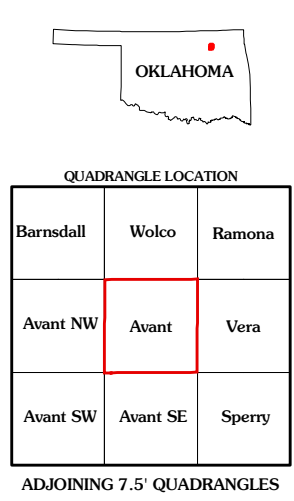 OKLAHOMA
QUADRANGLE LOCATION
Barnsdall Wolco Ramona
Avant NW Avant Vera
Avant SW Avant SE Sperry
ADJOINING 7.5' QUADRANGLES